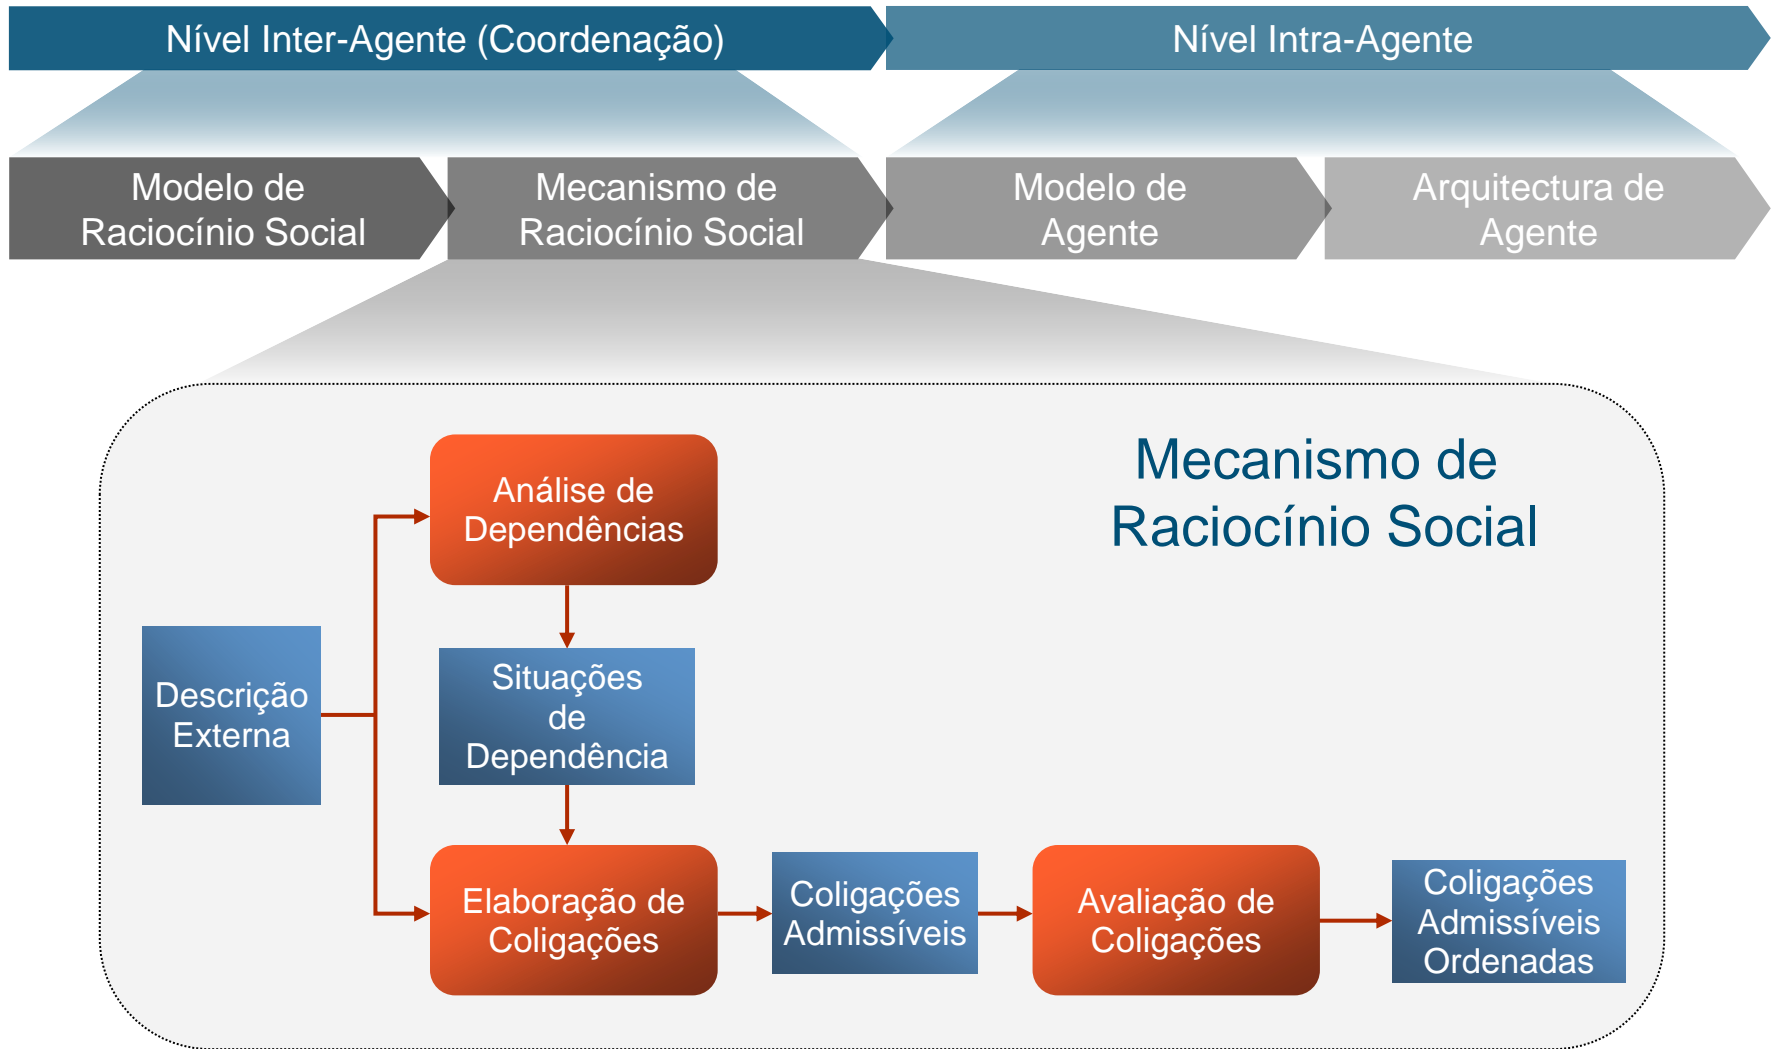 Nível Inter-Agente (Coordenação)
Nível Intra-Agente
Modelo de
Raciocínio Social
Mecanismo de
Raciocínio Social
Modelo de
Agente
Arquitectura de
Agente
Mecanismo de
Raciocínio Social
Análise de
Dependências
Descrição
Externa
Situações
de
Dependência
Elaboração de
Coligações
Coligações
Admissíveis
Avaliação de
Coligações
Coligações
Admissíveis
Ordenadas